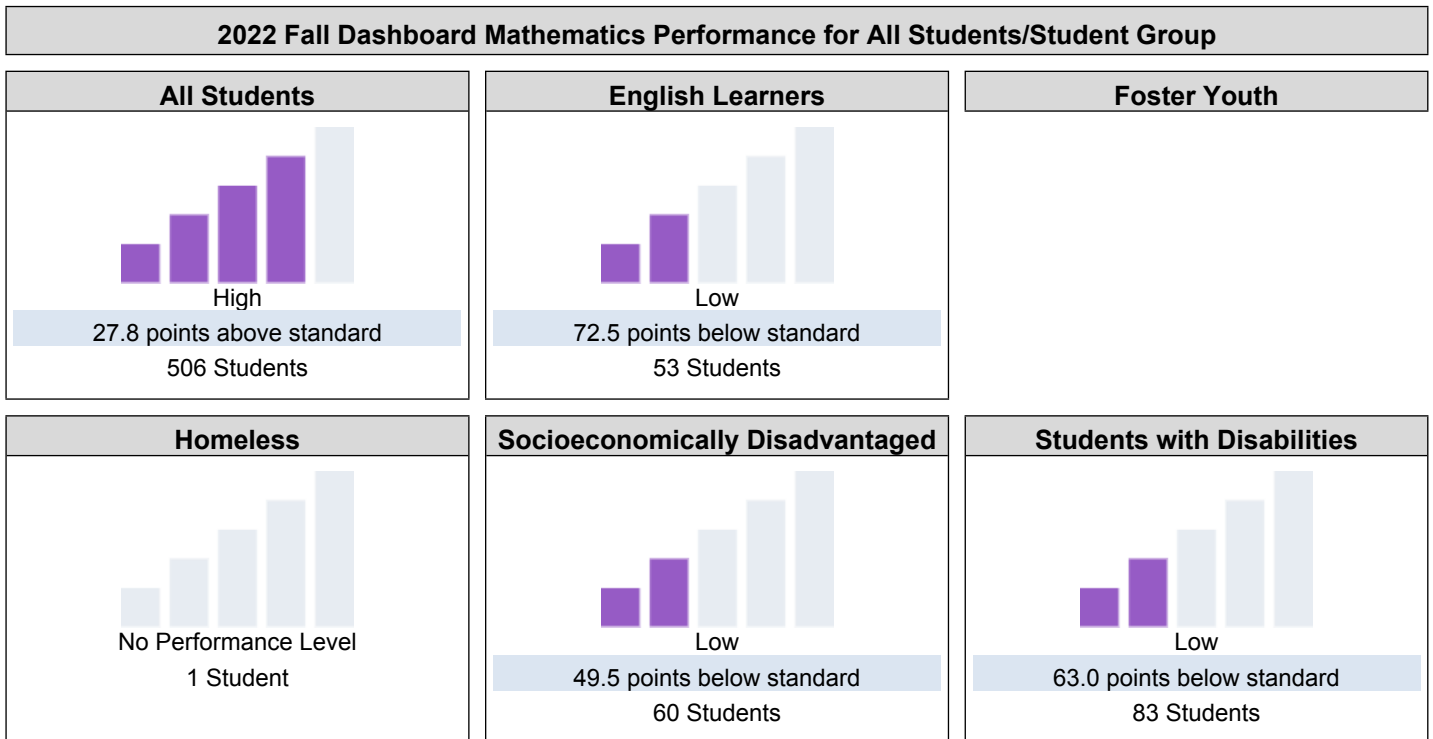 2022 Fall Dashboard Mathematics Performance for All Students/Student Group
All Students
High
27.8 points above standard
506 Students
English Learners
Low
72.5 points below standard
53 Students
Foster Youth
Homeless
No Performance Level
1 Student
Socioeconomically Disadvantaged
Low
49.5 points below standard
60 Students
Students with Disabilities
Low
63.0 points below standard
83 Students